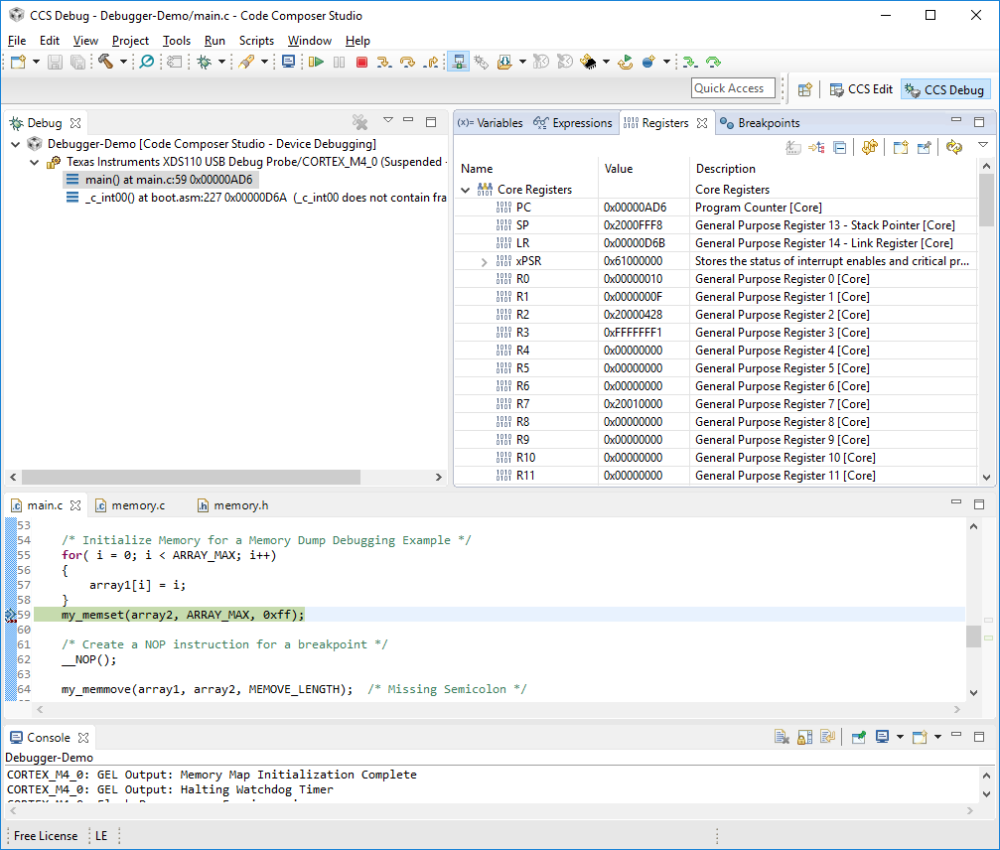 CCS Debug - Debugger-Demo/main.c - Code Composer Studio
File Edit View Project Tools Run Scripts Window Help
Quick Access CCS Edit CCS Debug
Debug
Debugger-Demo [Code Composer Studio - Device Debugging]
Texas Instruments XDS110 USB Debug Probe/CORTEX_M4_0 (Suspended -
main() at main.c:59 0x00000AD6
_c_int00() at boot.asm:227 0x00000D6A (_c_int00 does not contain fra
(x)= Variables Expressions Registers Breakpoints
Name Value Description
Core Registers Core Registers
PC 0x00000AD6 Program Counter [Core]
SP 0x2000FFF8 General Purpose Register 13 - Stack Pointer [Core]
LR 0x00000D6B General Purpose Register 14 - Link Register [Core]
xPSR 0x61000000 Stores the status of interrupt enables and critical pr...
R0 0x00000010 General Purpose Register 0 [Core]
R1 0x0000000F General Purpose Register 1 [Core]
R2 0x20000428 General Purpose Register 2 [Core]
R3 0xFFFFFFF1 General Purpose Register 3 [Core]
R4 0x00000000 General Purpose Register 4 [Core]
R5 0x00000000 General Purpose Register 5 [Core]
R6 0x00000000 General Purpose Register 6 [Core]
R7 0x20010000 General Purpose Register 7 [Core]
R8 0x00000000 General Purpose Register 8 [Core]
R9 0x00000000 General Purpose Register 9 [Core]
R10 0x00000000 General Purpose Register 10 [Core]
R11 0x00000000 General Purpose Register 11 [Core]
main.c memory.c memory.h
53
54 /* Initialize Memory for a Memory Dump Debugging Example */
55 for( i = 0; i < ARRAY_MAX; i++)
56 {
57 array1[i] = i;
58 }
59 my_memset(array2, ARRAY_MAX, 0xff);
60
61 /* Create a NOP instruction for a breakpoint */
62 __NOP();
63
64 my_memmove(array1, array2, MEMOVE_LENGTH); /* Missing Semicolon */
Console
Debugger-Demo
CORTEX_M4_0: GEL Output: Memory Map Initialization Complete
CORTEX_M4_0: GEL Output: Halting Watchdog Timer
Free License LE